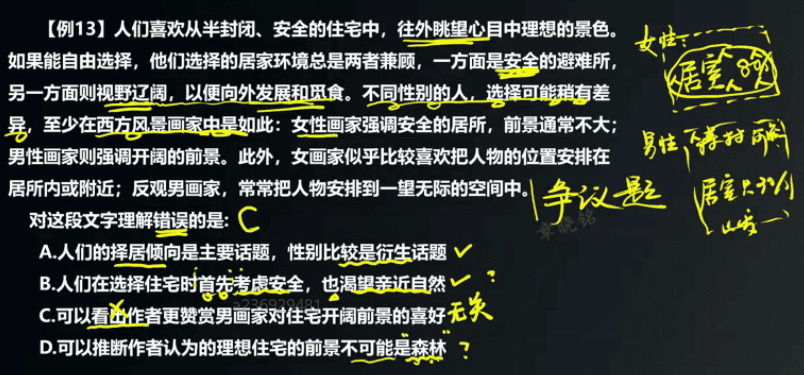 【例13】人们喜欢从半封闭、安全的住宅中，往外眺望心目中理想的景色。
如果能自由选择，他们选择的居家环境总是两者兼顾，一方面是安全的避难所，
另一方面则视野辽阔，以便向外发展和觅食。不同性别的人，选择可能稍有差
异，至少在西方风景画家中是如此：女性画家强调安全的居所，前景通常不大；
男性画家则强调开阔的前景。此外，女画家似乎比较喜欢把人物的位置安排在
居所内或附近；反观男画家，常常把人物安排到一望无际的空间中。
对这段文字理解错误的是: C
A.人们的择居倾向是主要话题，性别比较是衍生话题
B.人们在选择住宅时首先考虑安全，也渴望亲近自然 ?
C.可以看出作者更赞赏男画家对住宅开阔前景的喜好 无关
D.可以推断作者认为的理想住宅的前景不可能是"森林" ?
争议题
女性:
居室
男性
居室
章晓铭
a236929481